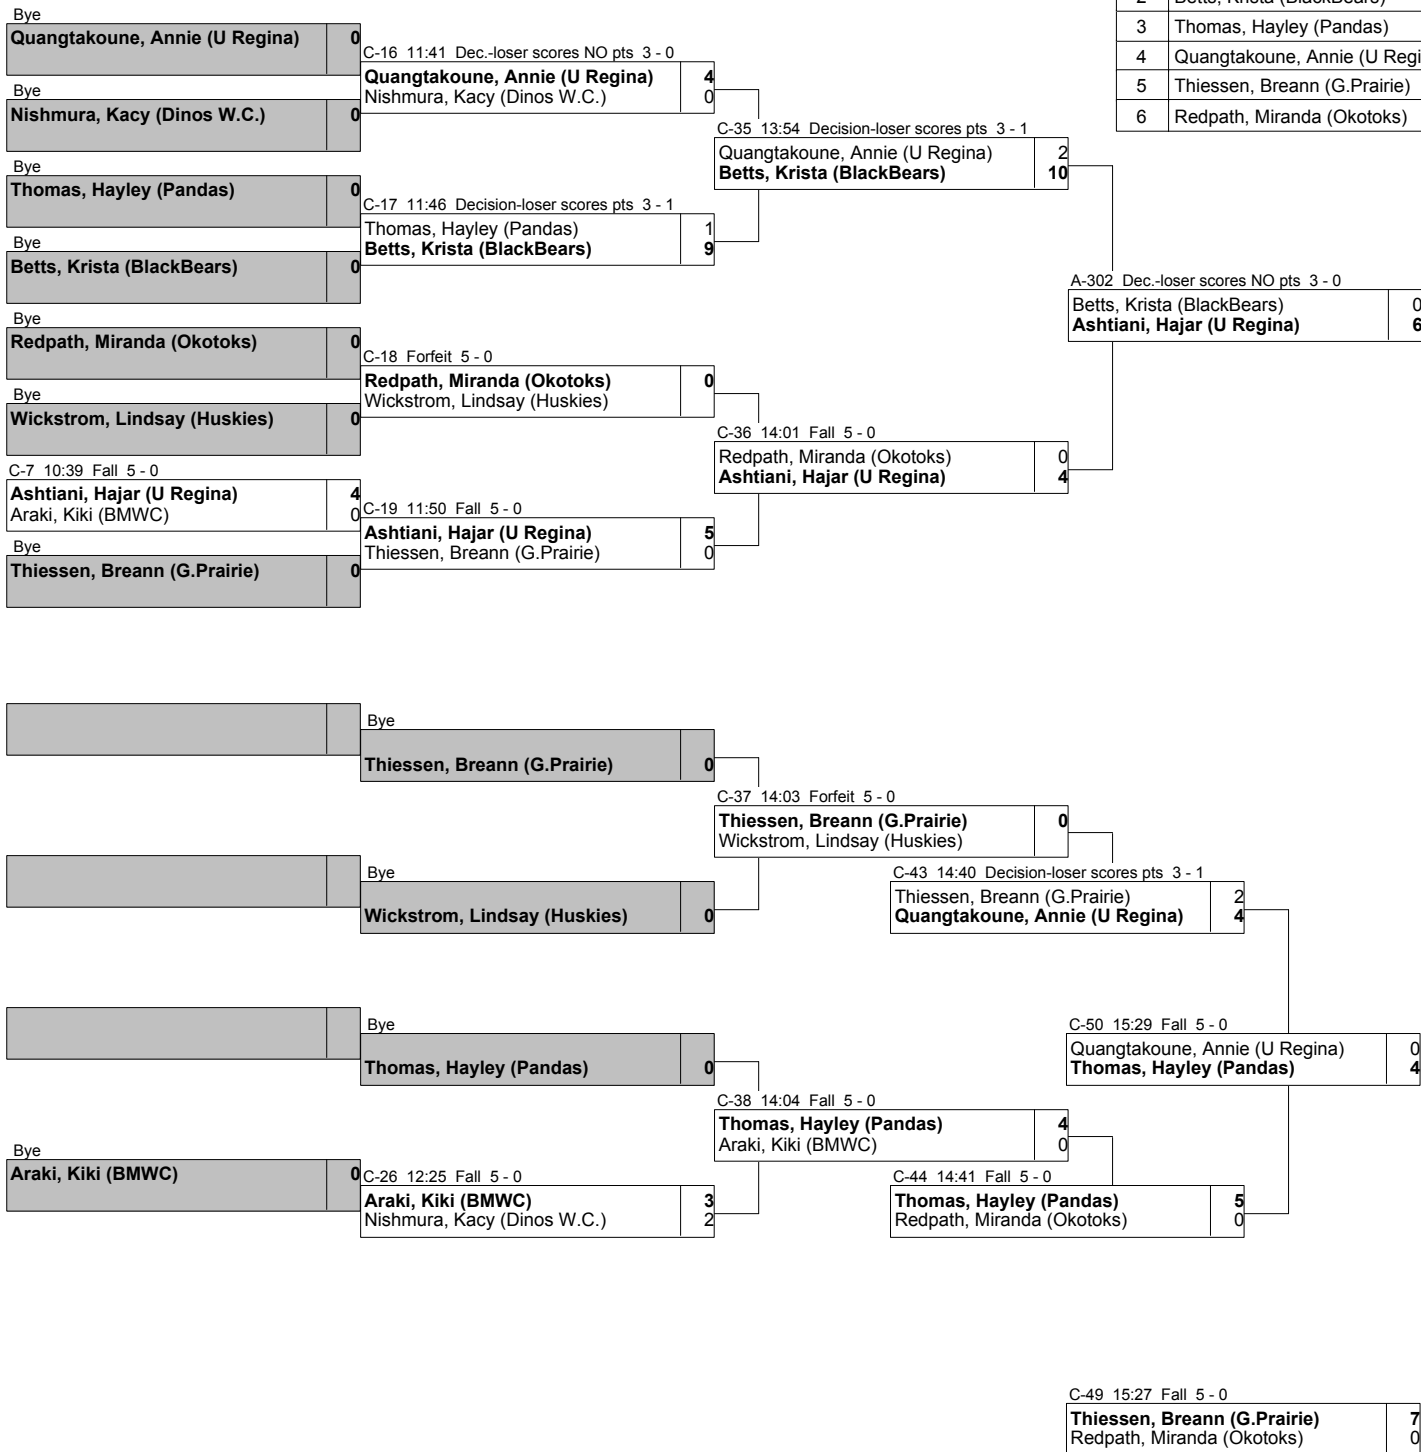 2 Betts, Krista (BlackBears)
3 Thomas, Hayley (Pandas)
4 Quangtakoune, Annie (U Regi
5 Thiessen, Breann (G.Prairie)
6 Redpath, Miranda (Okotoks)
Bye
Quangtakoune, Annie (U Regina) 0
Bye
Nishmura, Kacy (Dinos W.C.) 0
Bye
Thomas, Hayley (Pandas) 0
Bye
Betts, Krista (BlackBears) 0
Bye
Redpath, Miranda (Okotoks) 0
Bye
Wickstrom, Lindsay (Huskies) 0
C-7 10:39 Fall 5 - 0
Ashtiani, Hajar (U Regina) 4
Araki, Kiki (BMWC) 0
Bye
Thiessen, Breann (G.Prairie) 0
C-16 11:41 Dec.-loser scores NO pts 3 - 0
Quangtakoune, Annie (U Regina) 4
Nishmura, Kacy (Dinos W.C.) 0
C-17 11:46 Decision-loser scores pts 3 - 1
Thomas, Hayley (Pandas) 1
Betts, Krista (BlackBears) 9
C-18 Forfeit 5 - 0
Redpath, Miranda (Okotoks) 0
Wickstrom, Lindsay (Huskies)
C-19 11:50 Fall 5 - 0
Ashtiani, Hajar (U Regina) 5
Thiessen, Breann (G.Prairie) 0
C-35 13:54 Decision-loser scores pts 3 - 1
Quangtakoune, Annie (U Regina) 2
Betts, Krista (BlackBears) 10
C-36 14:01 Fall 5 - 0
Redpath, Miranda (Okotoks) 0
Ashtiani, Hajar (U Regina) 4
A-302 Dec.-loser scores NO pts 3 - 0
Betts, Krista (BlackBears) 0
Ashtiani, Hajar (U Regina) 6
Bye
Thiessen, Breann (G.Prairie) 0
Bye
Wickstrom, Lindsay (Huskies) 0
Bye
Thomas, Hayley (Pandas) 0
Bye
Araki, Kiki (BMWC) 0
C-26 12:25 Fall 5 - 0
Araki, Kiki (BMWC) 3
Nishmura, Kacy (Dinos W.C.) 2
C-37 14:03 Forfeit 5 - 0
Thiessen, Breann (G.Prairie) 0
Wickstrom, Lindsay (Huskies)
C-38 14:04 Fall 5 - 0
Thomas, Hayley (Pandas) 4
Araki, Kiki (BMWC) 0
C-43 14:40 Decision-loser scores pts 3 - 1
Thiessen, Breann (G.Prairie) 2
Quangtakoune, Annie (U Regina) 4
C-44 14:41 Fall 5 - 0
Thomas, Hayley (Pandas) 5
Redpath, Miranda (Okotoks) 0
C-50 15:29 Fall 5 - 0
Quangtakoune, Annie (U Regina) 0
Thomas, Hayley (Pandas) 4
C-49 15:27 Fall 5 - 0
Thiessen, Breann (G.Prairie) 7
Redpath, Miranda (Okotoks) 0